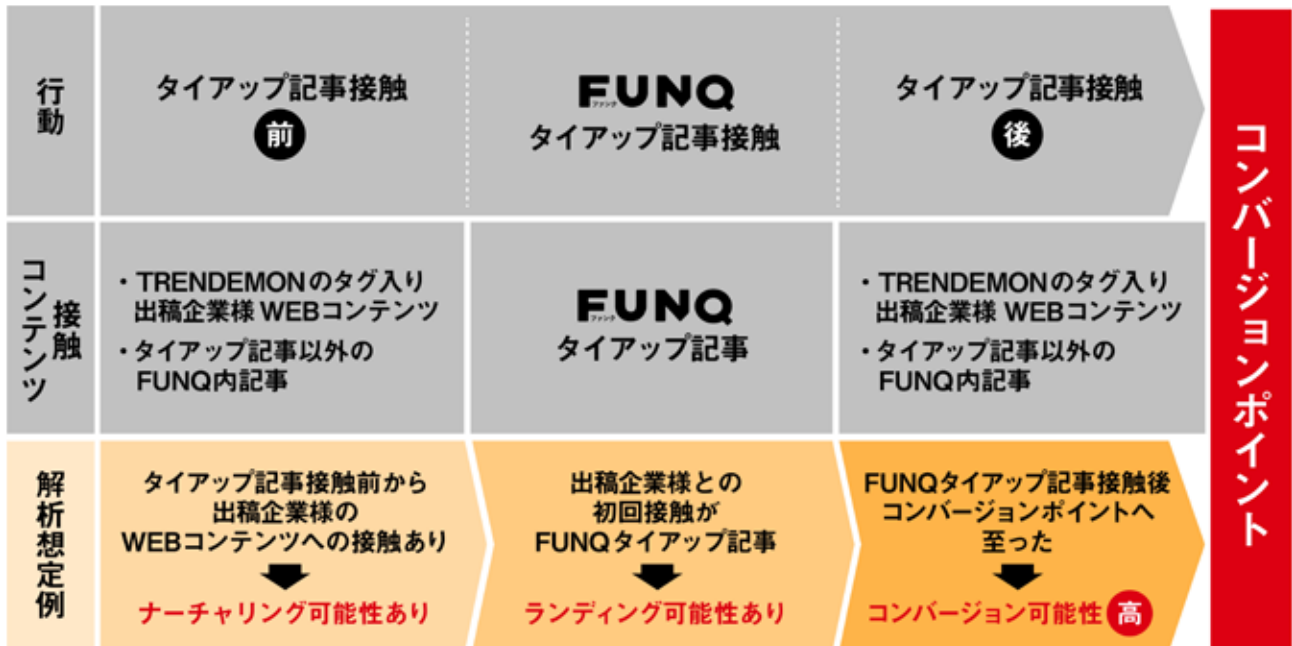 行動
タイアップ記事接触
前
FUNQ
ファンク
タイアップ記事接触
タイアップ記事接触
後
接触
コンテンツ
・TRENDEMONのタグ入り
出稿企業様 WEBコンテンツ
・タイアップ記事以外の
FUNQ内記事
FUNQ
ファンク
タイアップ記事
・TRENDEMONのタグ入り
出稿企業様 WEBコンテンツ
・タイアップ記事以外の
FUNQ内記事
解析想定例
タイアップ記事接触前から
出稿企業様の
WEBコンテンツへの接触あり
ナーチャリング可能性あり
出稿企業様との
初回接触が
FUNQタイアップ記事
ランディング可能性あり
FUNQタイアップ記事接触後
コンバージョンポイントへ
至った
コンバージョン可能性 高
コンバージョンポイント